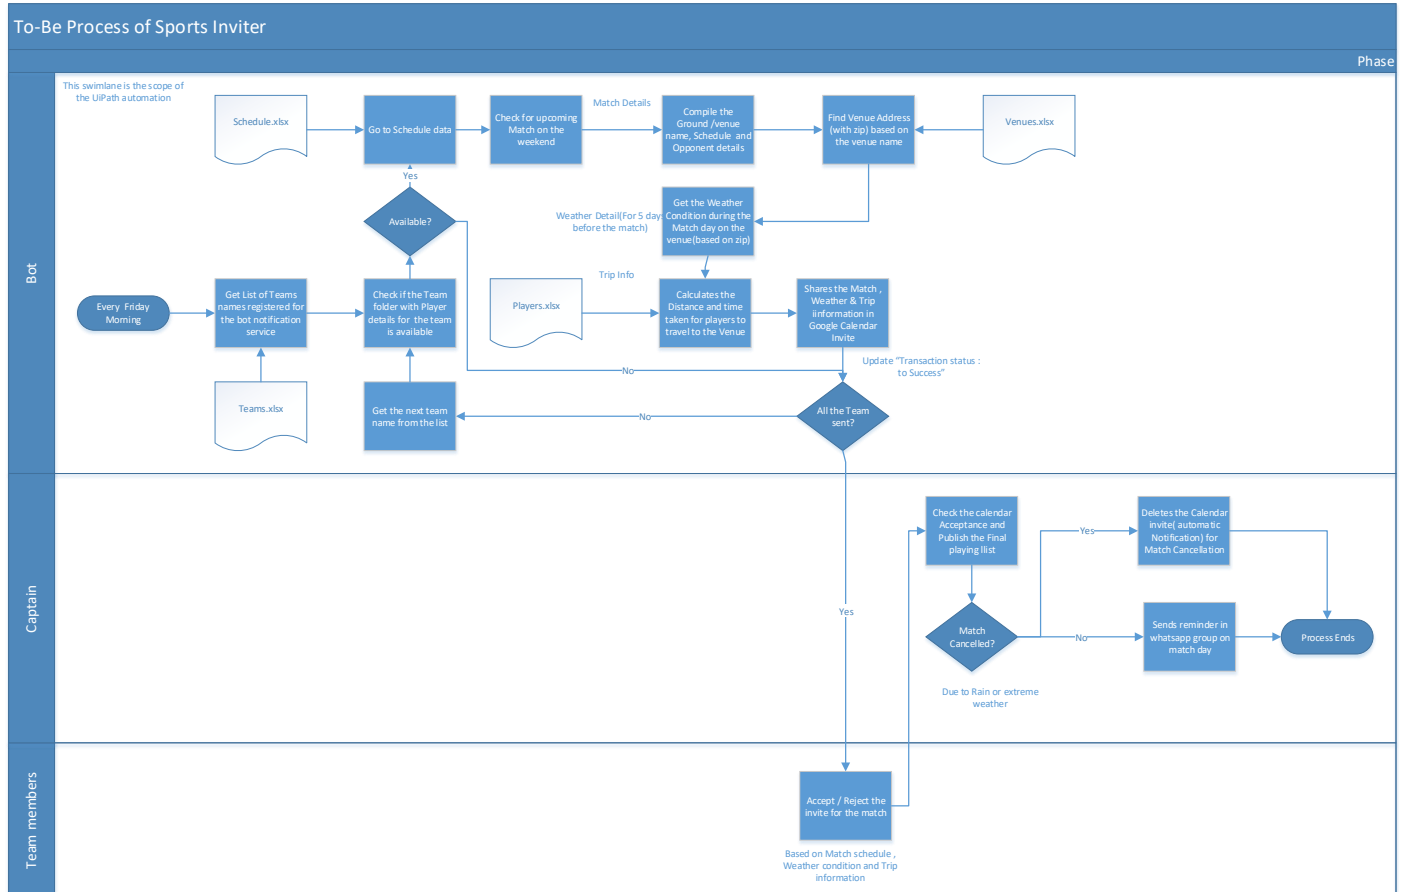 To-Be Process of Sports Inviter
Phase
Bot
This swimlane is the scope of
the UiPath automation
Schedule.xlsx
Go to Schedule data
Check for upcoming
Match on the
weekend
Match Details
Compile the
Ground /venue
name, Schedule and
Opponent details
Find Venue Address
(with zip) based on
the venue name
Venues.xlsx
Yes
Available?
Weather Detail(For 5 day
before the match)
Get the Weather
Condition during the
Match day on the
venue(based on zip)
Every Friday
Morning
Get List of Teams
names registered for
the bot notification
service
Check if the Team
folder with Player
details for the team
is available
Trip Info
Players.xlsx
Calculates the
Distance and time
taken for players to
travel to the Venue
Shares the Match ,
Weather & Trip
iinformation in
Google Calendar
Invite
No
Update "Transaction status :
to Success"
Teams.xlsx
Get the next team
name from the list
No
All the Team
sent?
Captain
Check the calendar
Acceptance and
Publish the Final
playing llist
Yes
Deletes the Calendar
invite( automatic
Notification) for
Match Cancellation
Yes
Match
Cancelled?
No
Sends reminder in
whatsapp group on
match day
Process Ends
Due to Rain or extreme
weather
Team members
Accept / Reject the
invite for the match
Based on Match schedule ,
Weather condition and Trip
information